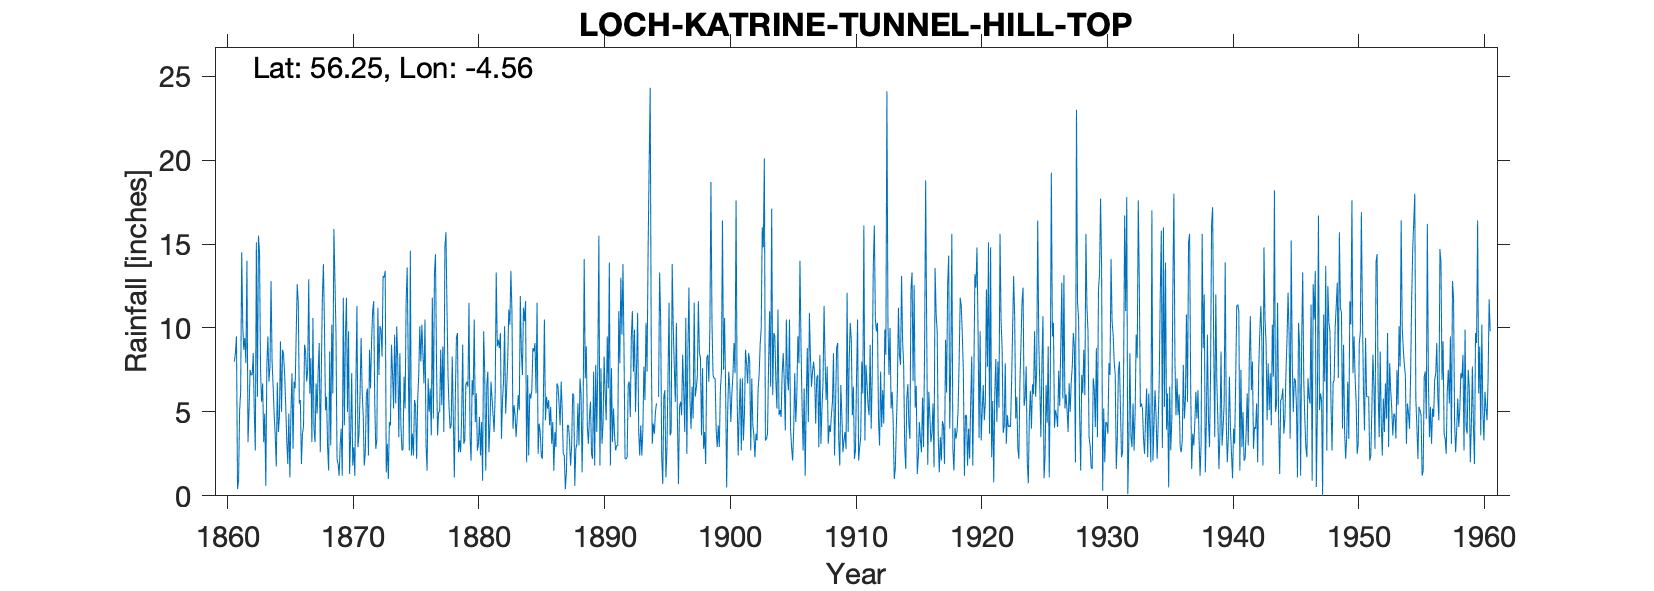 LOCH-KATRINE-TUNNEL-HILL-TOP
Lat: 56.25, Lon: -4.56
Rainfall [inches]
25
20
15
10
5
0
1860 1870 1880 1890 1900 1910 1920 1930 1940 1950 1960
Year